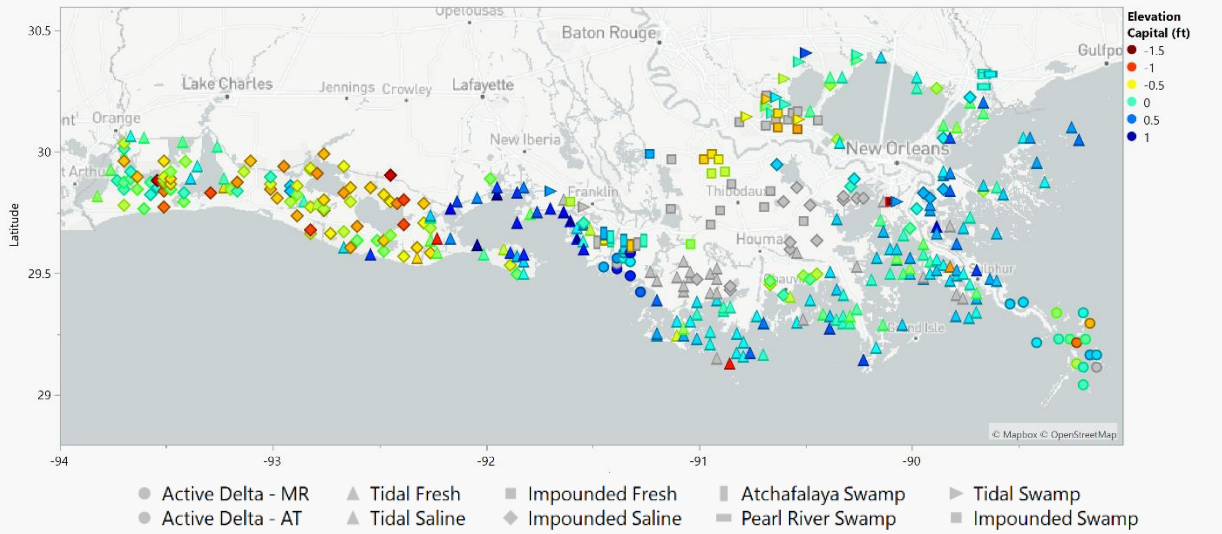 Opelousas
Elevation
Capital (ft)
30.5
Baton Rouge
Gulfpo
-1.5
-1
Lake Charles
Jennings
Crowley
Lafayette
-0.5
0
Orange
0.5
New Iberia
1
30
New Orleans
t Arthu
Franklin
Thibodaux
Latitude
Houma
29.5
Grand Isle
29
© Mapbox © OpenStreetMap
-94
-93
-92
-91
-90
Active Delta - MR
Tidal Fresh
Impounded Fresh
Atchafalaya Swamp
Tidal Swamp
Active Delta - AT
Tidal Saline
Impounded Saline
Pearl River Swamp
Impounded Swamp